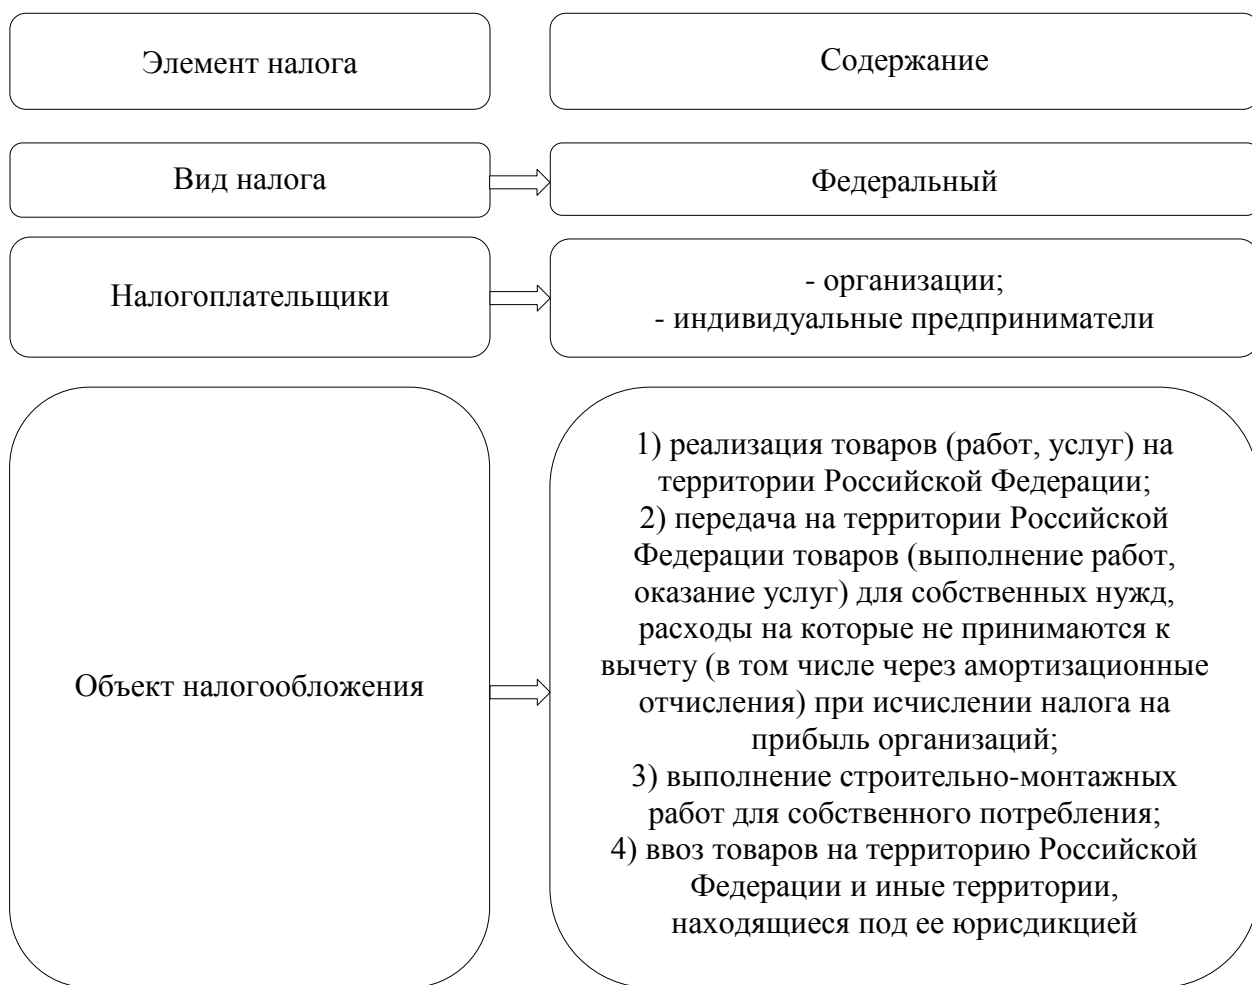 Элемент налога
Содержание
Вид налога
Федеральный
Налогоплательщики
- организации;
- индивидуальные предприниматели
Объект налогообложения
1) реализация товаров (работ, услуг) на
территории Российской Федерации;
2) передача на территории Российской
Федерации товаров (выполнение работ,
оказание услуг) для собственных нужд,
расходы на которые не принимаются к
вычету (в том числе через амортизационные
отчисления) при исчислении налога на
прибыль организаций;
3) выполнение строительно-монтажных
работ для собственного потребления;
4) ввоз товаров на территорию Российской
Федерации и иные территории,
находящиеся под ее юрисдикцией